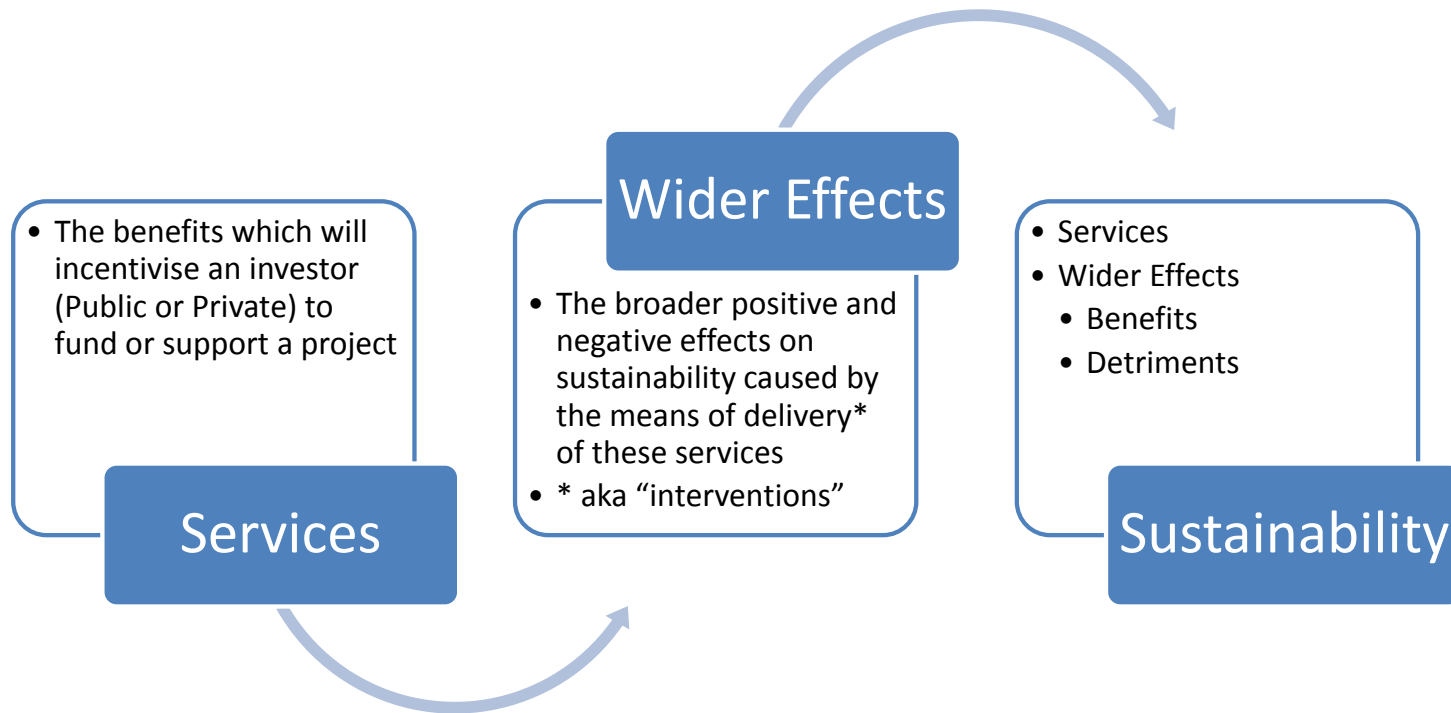 • The benefits which will
incentivise an investor
(Public or Private) to
fund or support a project
Services
Wider Effects
• The broader positive and
negative effects on
sustainability caused by
the means of delivery*
of these services
• * aka “interventions”
• Services
• Wider Effects
• Benefits
• Detriments
Sustainability